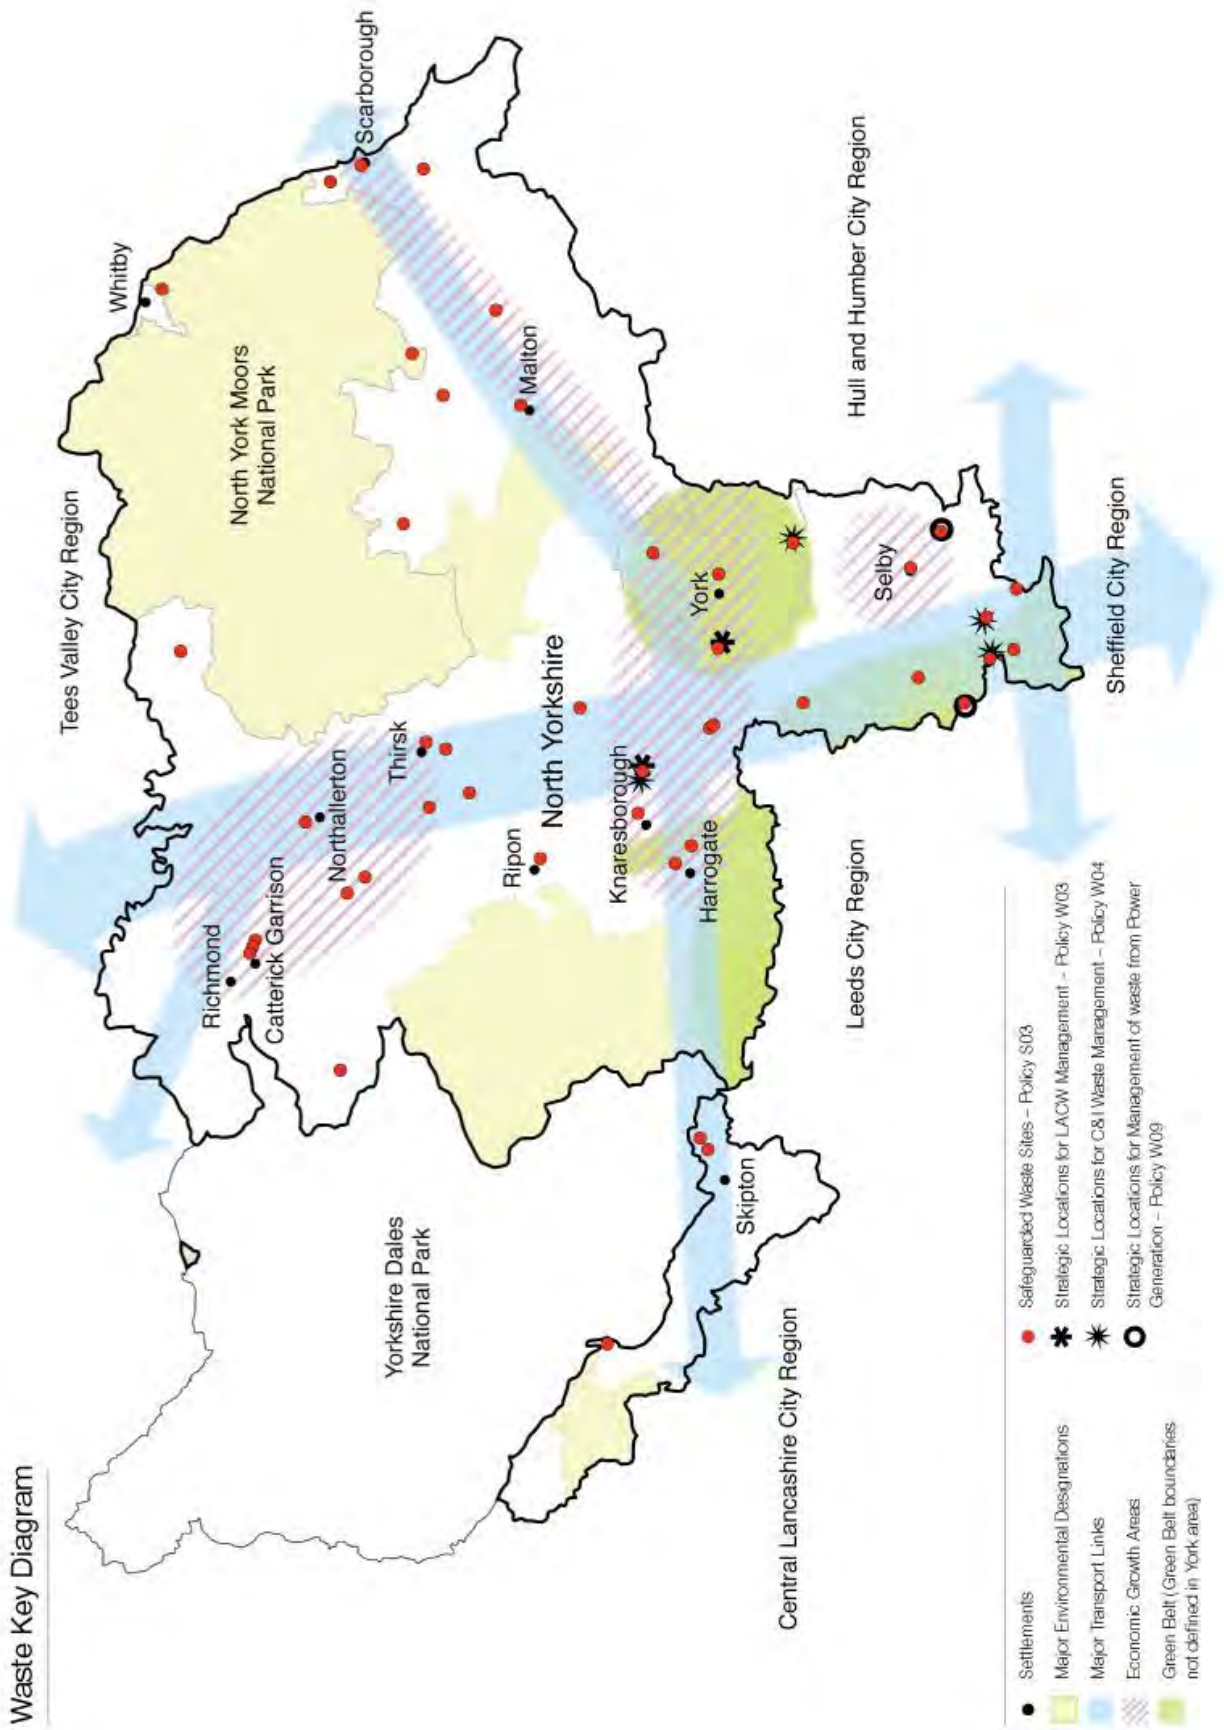 Waste Key Diagram
Tees Valley City Region
Whitby
North York Moors
National Park
Scarborough
Richmond
Catterick Garrison
Northallerton
Thirsk
Malton
Yorkshire Dales
National Park
Ripon
North Yorkshire
Knaresborough
York
Harrogate
Skipton
Selby
Hull and Humber City Region
Central Lancashire City Region
Leeds City Region
Sheffield City Region
Settlements
Major Environmental Designations
Major Transport Links
Economic Growth Areas
Green Belt (Green Belt boundaries
not defined in York area)
Safeguarded Waste Sites – Policy S03
Strategic Locations for LACW Management – Policy W03
Strategic Locations for C&I Waste Management – Policy W04
Strategic Locations for Management of waste from Power
Generation – Policy W09